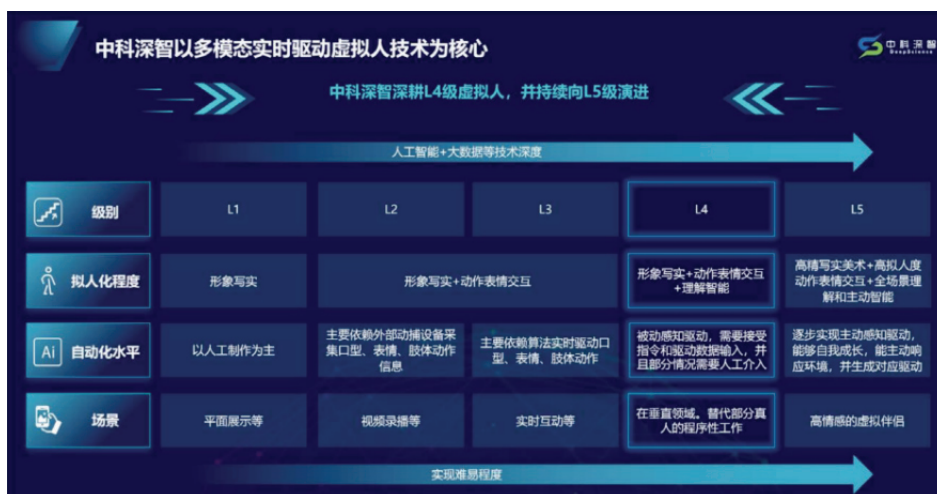 中科深智以多模态实时驱动虚拟人技术为核心
中科深智
DeepScience
中科深智深耕L4级虚拟人，并持续向L5级演进
人工智能+大数据等技术深度
级别
L1
L2
L3
L4
L5
拟人化程度
形象写实
形象写实+动作表情交互
形象写实+动作表情交互
+理解智能
高精写实美术+高拟人度
动作表情交互+全场景理
解和主动智能
Ai
自动化水平
以人工制作为主
主要依赖外部动捕设备采
集口型、表情、肢体动作
信息
主要依赖算法实时驱动口
型、表情、肢体动作
被动感知驱动，需要接受
指令和驱动数据输入，并
且部分情况需要人工介入
逐步实现主动感知驱动，
能够自我成长，能主动响
应环境，并生成对应驱动
场景
平面展示等
视频录播等
实时互动等
在垂直领域。替代部分真
人的程序性工作
高情感的虚拟伴侣
实现难易程度